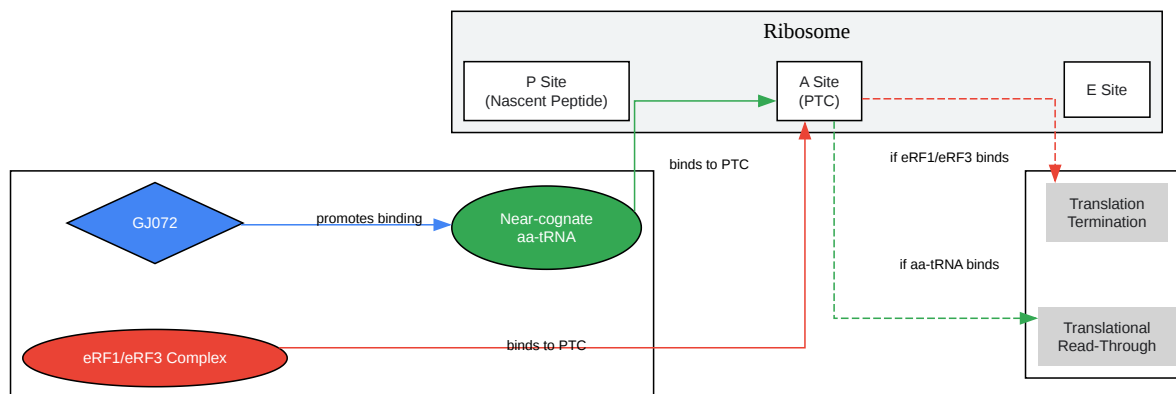 Ribosome
P Site
(Nascent Peptide)
A Site
(PTC)
E Site
binds to PTC
if eRF1/eRF3 binds
GJ072
promotes binding
Near-cognate
aa-tRNA
Translation
Termination
if aa-tRNA binds
eRF1/eRF3 Complex
binds to PTC
Translational
Read-Through